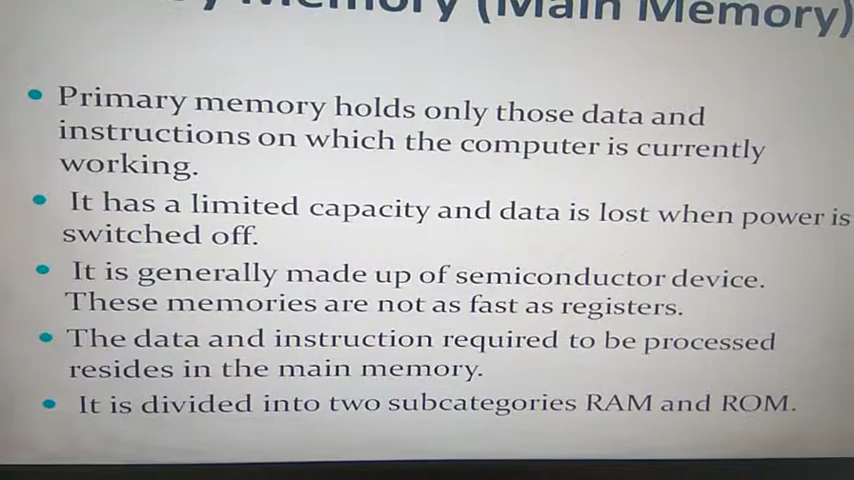 Memory (Main Memory)
Primary memory holds only those data and
instructions on which the computer is currently
working.
It has a limited capacity and data is lost when power is
switched off.
It is generally made up of semiconductor device.
These memories are not as fast as registers.
The data and instruction required to be processed
resides in the main memory.
It is divided into two subcategories RAM and ROM.